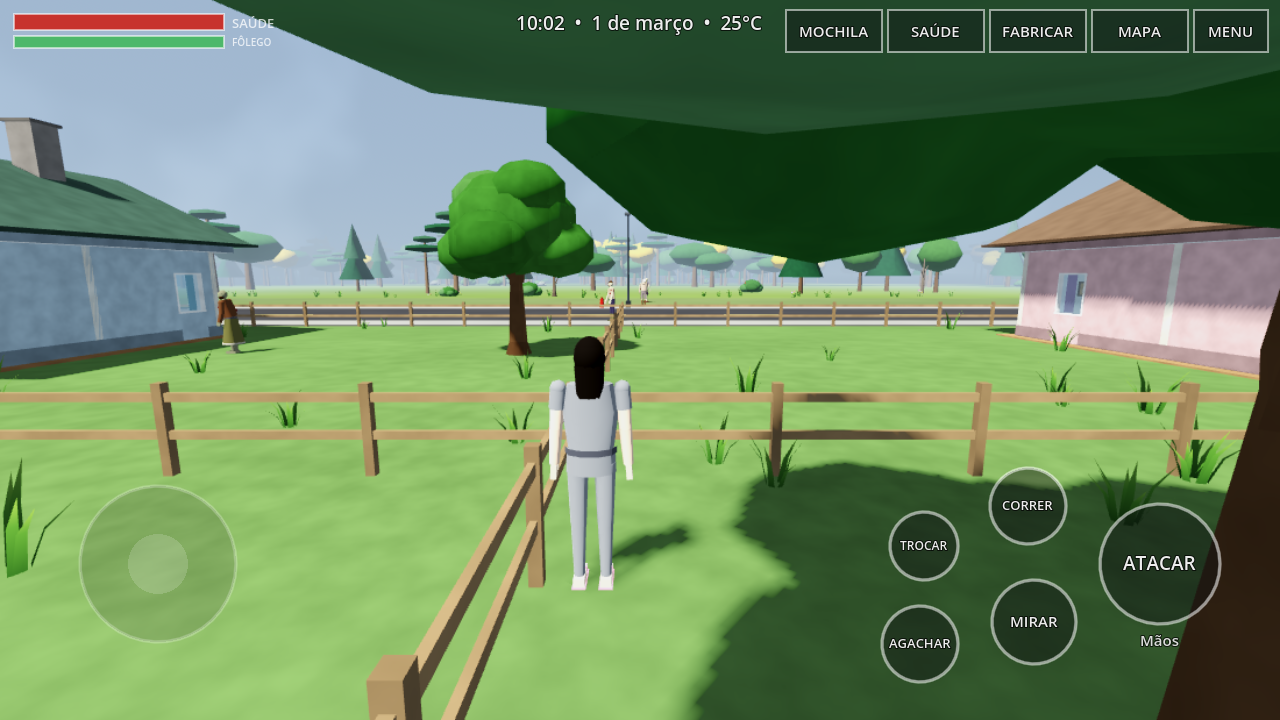 SAÚDE
FÔLEGO
10:02 • 1 de março • 25°C
MOCHILA
SAÚDE
FABRICAR
MAPA
MENU
CORRER
TROCAR
ATACAR
MIRAR
AGACHAR
Mãos